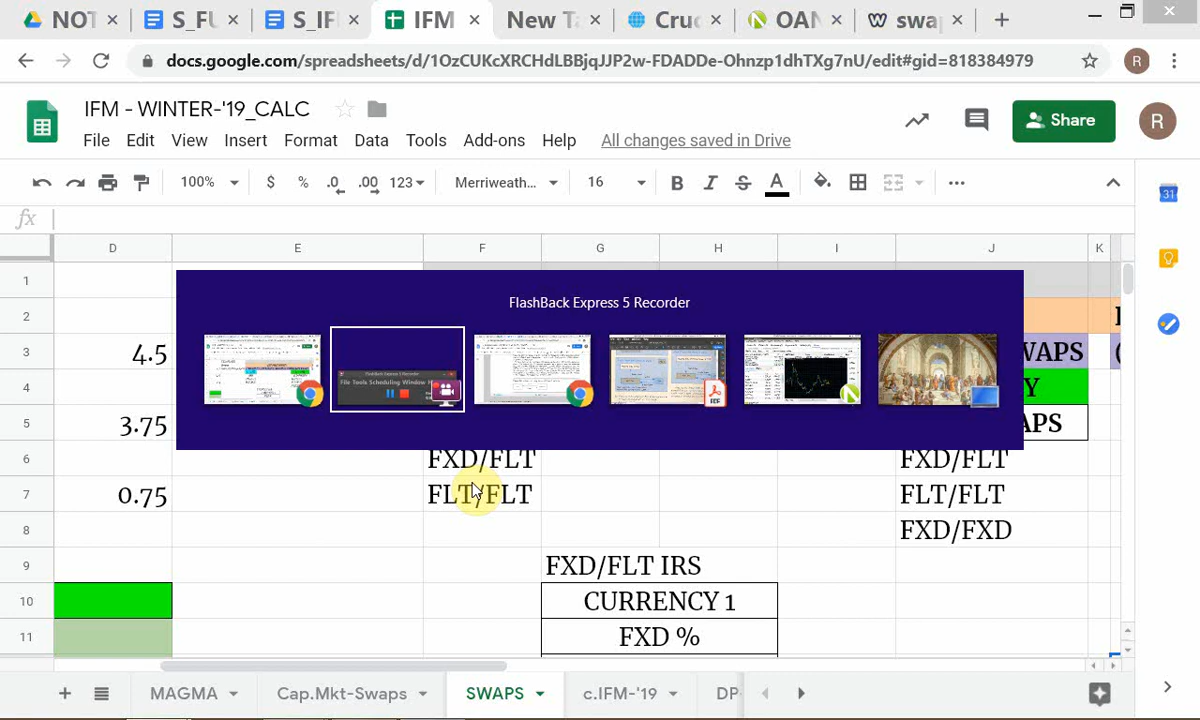 NOT
S_FU
S_IF
IFM
New Ta
Cruc
OAN
swap
docs.google.com/spreadsheets/d/1OzCUKcXRCHdLBBjqJJP2w-FDADDe-Ohnzp1dhTXg7nU/edit#gid=818384979
R
IFM - WINTER-'19_CALC
File Edit View Insert Format Data Tools Add-ons Help All changes saved in Drive
Share
R
100% $ % .0 .00 123 Merriweath... 16 B I S A
fx
D E F G H I J K
1
2
3 4.5 WAPS
4 Y
5 3.75 APS
6 FXD/FLT FXD/FLT
7 0.75 FLT/FLT FLT/FLT
8 FXD/FXD
9 FXD/FLT IRS
10 CURRENCY 1
11 FXD %
FlashBack Express 5 Recorder
MAGMA Cap.Mkt-Swaps SWAPS c.IFM-'19 DP
31